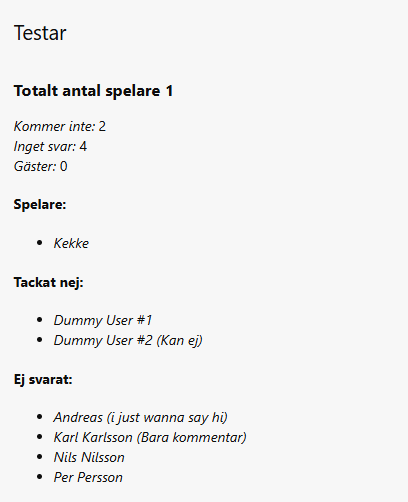 Testar
Totalt antal spelare 1
Kommer inte: 2
Inget svar: 4
Gäster: 0
Spelare:
• Kekke
Tackat nej:
• Dummy User #1
• Dummy User #2 (Kan ej)
Ej svarat:
• Andreas (i just wanna say hi)
• Karl Karlsson (Bara kommentar)
• Nils Nilsson
• Per Persson